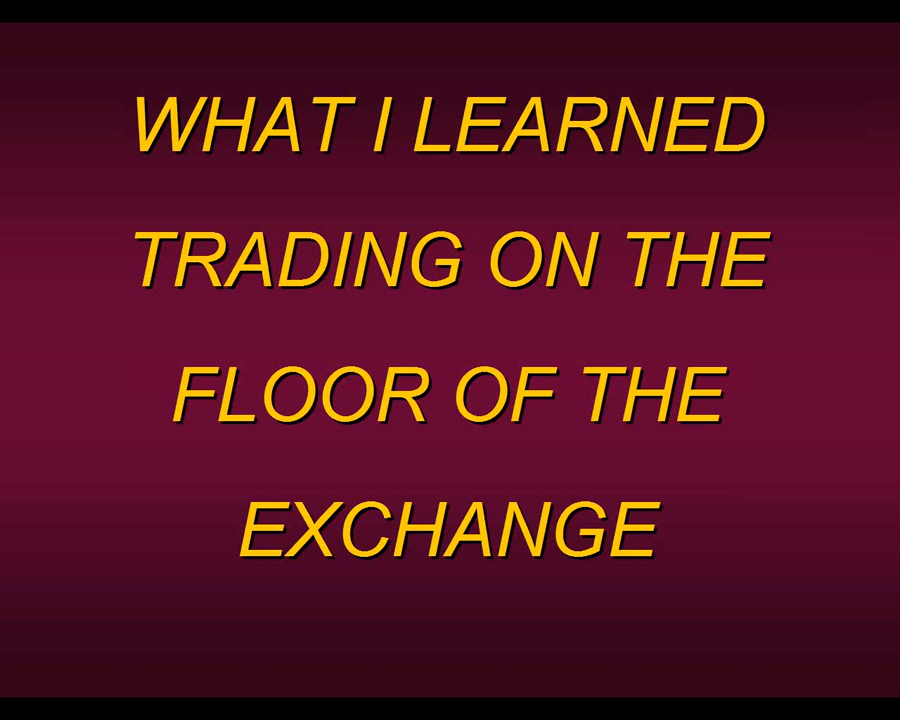 WHAT I LEARNED
TRADING ON THE
FLOOR OF THE
EXCHANGE